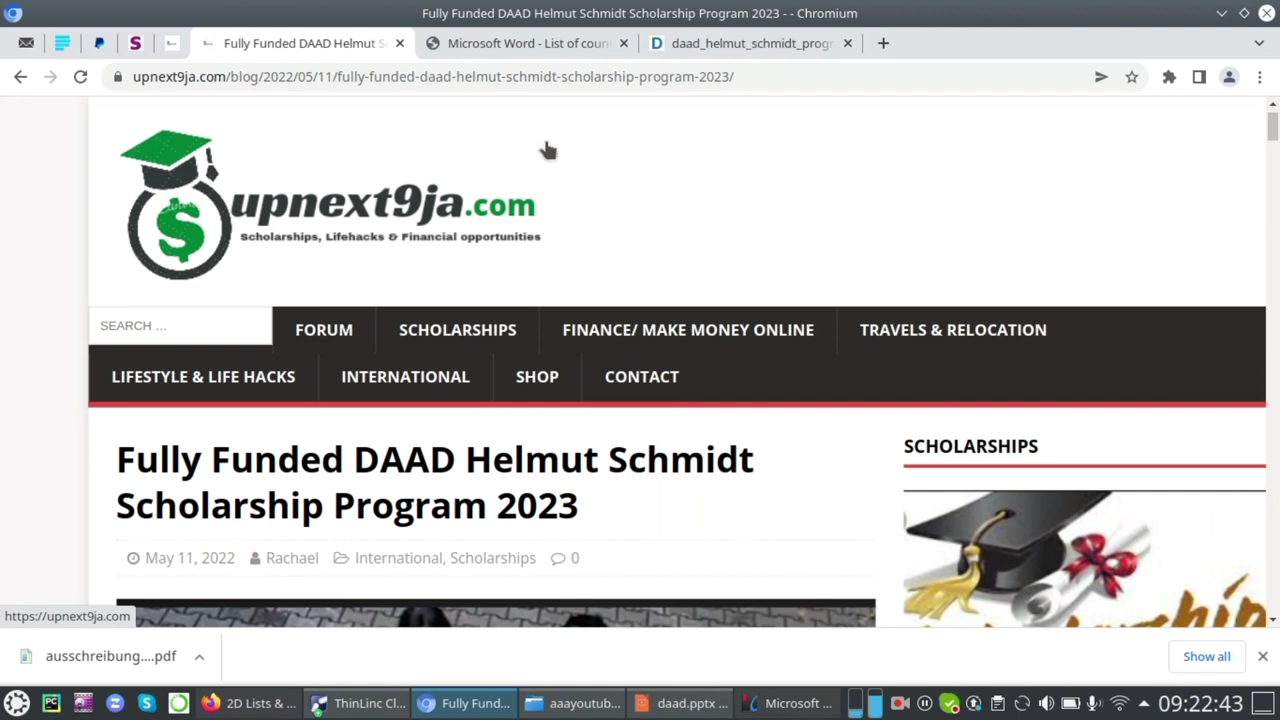 Fully Funded DAAD Helmut Schmidt Scholarship Program 2023 - - Chromium
Fully Funded DAAD Helmut S
Microsoft Word - List of coun
daad_helmut_schmidt_progr
upnext9ja.com/blog/2022/05/11/fully-funded-daad-helmut-schmidt-scholarship-program-2023/
upnext9ja.com
Scholarships, Lifehacks & Financial opportunities
SEARCH …
FORUM
SCHOLARSHIPS
FINANCE/ MAKE MONEY ONLINE
TRAVELS & RELOCATION
LIFESTYLE & LIFE HACKS
INTERNATIONAL
SHOP
CONTACT
Fully Funded DAAD Helmut Schmidt
Scholarship Program 2023
SCHOLARSHIPS
May 11, 2022 Rachael International, Scholarships 0
https://upnext9ja.com
ausschreibung....pdf
Show all
2D Lists & ...
ThinLinc Cl...
Fully Fund...
aaayoutub...
daad.pptx ...
Microsoft ...
09:22:43